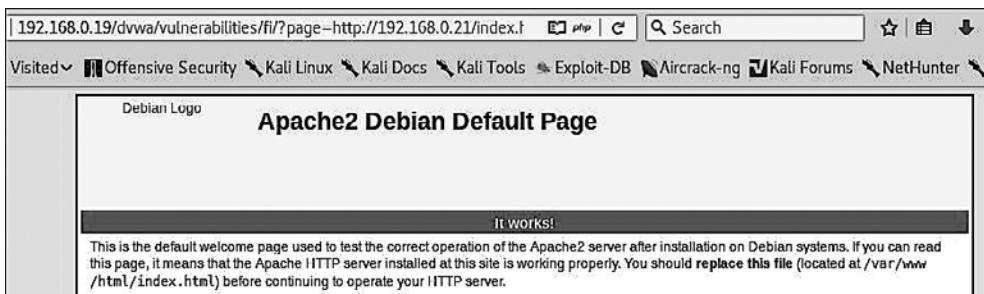 192.168.0.19/dvwa/vulnerabilities/fi/?page=http://192.168.0.21/index.h php Search
Visited Offensive Security Kali Linux Kali Docs Kali Tools Exploit-DB Aircrack-ng Kali Forums NetHunter
Debian Logo
Apache2 Debian Default Page
It works!
This is the default welcome page used to test the correct operation of the Apache2 server after installation on Debian systems. If you can read
this page, it means that the Apache HTTP server installed at this site is working properly. You should replace this file (located at /var/www
/html/index.html) before continuing to operate your HTTP server.